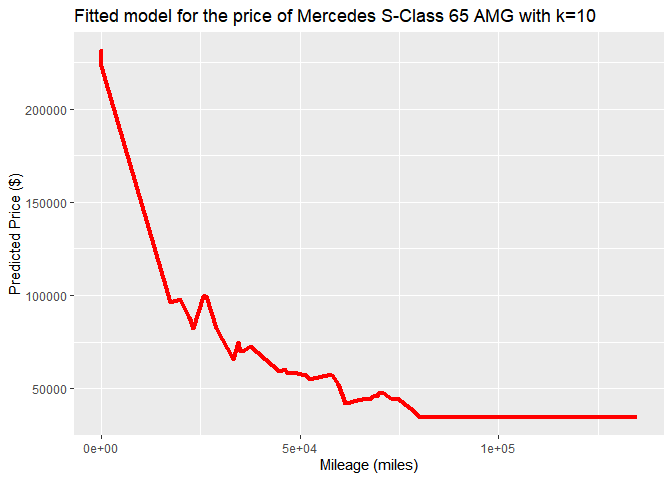 Fitted model for the price of Mercedes S-Class 65 AMG with k=10
Predicted Price ($)
200000
150000
100000
50000
0e+00
5e+04
1e+05
Mileage (miles)